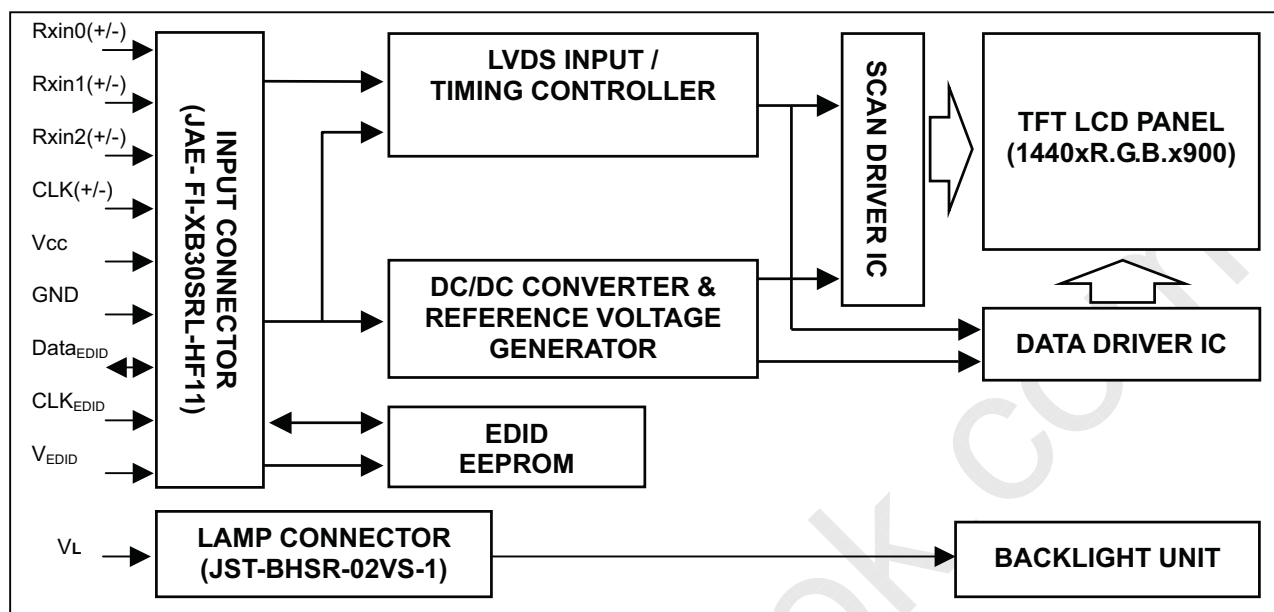 Rxin0(+/-)
Rxin1(+/-)
Rxin2(+/-)
CLK(+/-)
Vcc
GND
DataEDID
CLKEDID
VEDID
VL
INPUT CONNECTOR
(JAE- FI-XB30SRL-HF11)
LVDS INPUT /
TIMING CONTROLLER
DC/DC CONVERTER &
REFERENCE VOLTAGE
GENERATOR
EDID
EEPROM
LAMP CONNECTOR
(JST-BHSR-02VS-1)
SCAN DRIVER IC
TFT LCD PANEL
(1440xR.G.B.x900)
DATA DRIVER IC
BACKLIGHT UNIT